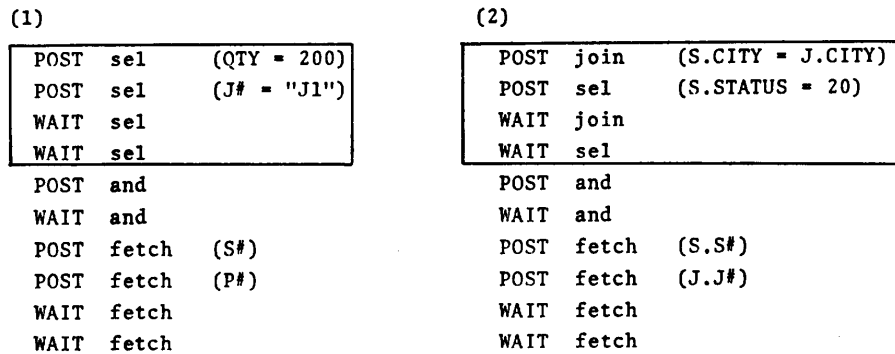 (1)
POST sel (QTY = 200)
POST sel (J# = "J1")
WAIT sel
WAIT sel
POST and
WAIT and
POST fetch (S#)
POST fetch (P#)
WAIT fetch
WAIT fetch
(2)
POST join (S.CITY = J.CITY)
POST sel (S.STATUS = 20)
WAIT join
WAIT sel
POST and
WAIT and
POST fetch (S.S#)
POST fetch (J.J#)
WAIT fetch
WAIT fetch